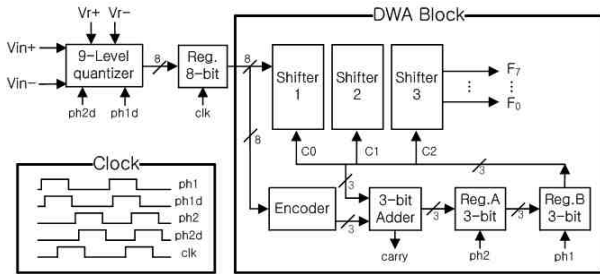 DWA Block
Vr+ Vr-
Vin+
Vin-
9-Level
quantizer
8
Reg.
8-bit
8
Shifter
1
Shifter
2
Shifter
3
F7
F0
ph2d ph1d
clk
8
C0 C1 C2
3
3
Clock
ph1
ph1d
ph2
ph2d
clk
Encoder
3
3-bit
Adder
3
Reg.A
3-bit
3
Reg.B
3-bit
carry
ph2
ph1